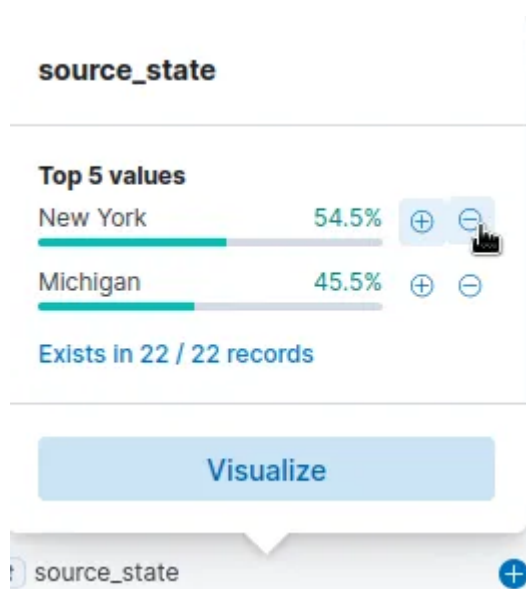 source_state
Top 5 values
New York 54.5%
Michigan 45.5%
Exists in 22 / 22 records
Visualize
source_state